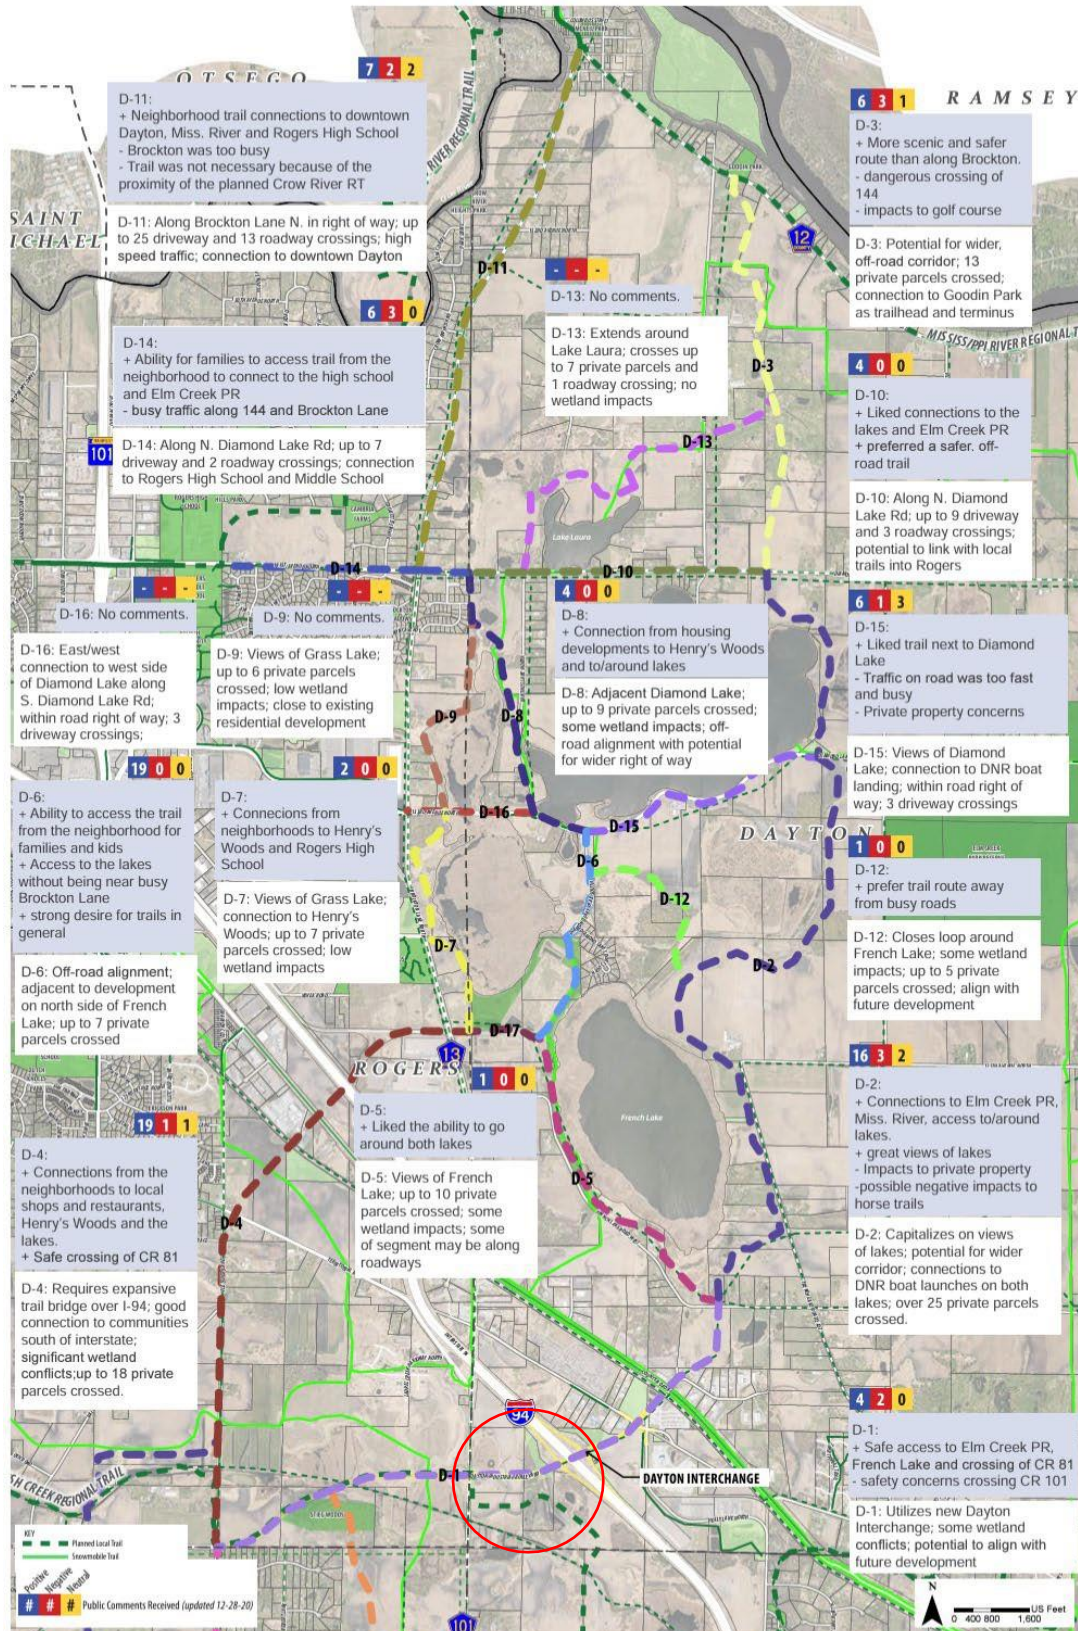 OTSEGO
7 2 2
D-11:
+ Neighborhood trail connections to downtown
Dayton, Miss. River and Rogers High School
- Brockton was too busy
- Trail was not necessary because of the
proximity of the planned Crow River RT
D-11: Along Brockton Lane N. in right of way; up
to 25 driveway and 13 roadway crossings; high
speed traffic; connection to downtown Dayton
RIVER REGIONAL TRAIL
6 3 1
RAMSEY
D-3:
+ More scenic and safer
route than along Brockton.
- dangerous crossing of
144
- impacts to golf course
D-3: Potential for wider,
off-road corridor; 13
private parcels crossed;
connection to Goodin Park
as trailhead and terminus
GOODIN PARK
12
SAINT
MICHAEL
D-11
- - -
D-13: No comments.
D-13: Extends around
Lake Laura; crosses up
to 7 private parcels and
1 roadway crossing; no
wetland impacts
MISSISSIPPI RIVER REGIONAL T
6 3 0
D-14:
+ Ability for families to access trail from the
neighborhood to connect to the high school
and Elm Creek PR
- busy traffic along 144 and Brockton Lane
D-14: Along N. Diamond Lake Rd; up to 7
driveway and 2 roadway crossings; connection
to Rogers High School and Middle School
101
D-3
D-13
4 0 0
D-10:
+ Liked connections to the
lakes and Elm Creek PR
+ preferred a safer. off-
road trail
D-10: Along N. Diamond
Lake Rd; up to 9 driveway
and 3 roadway crossings;
potential to link with local
trails into Rogers
Lake Laura
D-14
D-10
- - -
D-16: No comments.
D-16: East/west
connection to west side
of Diamond Lake along
S. Diamond Lake Rd;
within road right of way; 3
driveway crossings;
- - -
D-9: No comments.
D-9: Views of Grass Lake;
up to 6 private parcels
crossed; low wetland
impacts; close to existing
residential development
4 0 0
D-8:
+ Connection from housing
developments to Henry's Woods
and to/around lakes
D-8: Adjacent Diamond Lake;
up to 9 private parcels crossed;
some wetland impacts; off-
road alignment with potential
for wider right of way
6 1 3
D-15:
+ Liked trail next to Diamond
Lake
- Traffic on road was too fast
and busy
- Private property concerns
D-15: Views of Diamond
Lake; connection to DNR boat
landing; within road right of
way; 3 driveway crossings
D-9
D-8
D-16
D-15
DAYTON
19 0 0
D-6:
+ Ability to access the trail
from the neighborhood for
families and kids
+ Access to the lakes
without being near busy
Brockton Lane
+ strong desire for trails in
general
D-6: Off-road alignment;
adjacent to development
on north side of French
Lake; up to 7 private
parcels crossed
2 0 0
D-7:
+ Connecions from
neighborhoods to Henry's
Woods and Rogers High
School
D-7: Views of Grass Lake;
connection to Henry's
Woods; up to 7 private
parcels crossed; low
wetland impacts
D-6
D-12
D-7
D-2
1 0 0
D-12:
+ prefer trail route away
from busy roads
D-12: Closes loop around
French Lake; some wetland
impacts; up to 5 private
parcels crossed; align with
future development
D-17
13
ROGERS
1 0 0
D-5:
+ Liked the ability to go
around both lakes
D-5: Views of French
Lake; up to 10 private
parcels crossed; some
wetland impacts; some
of segment may be along
roadways
French Lake
D-5
16 3 2
D-2:
+ Connections to Elm Creek PR,
Miss. River, access to/around
lakes.
+ great views of lakes
- Impacts to private property
-possible negative impacts to
horse trails
D-2: Capitalizes on views
of lakes; potential for wider
corridor; connections to
DNR boat launches on both
lakes; over 25 private parcels
crossed.
19 1 1
D-4:
+ Connections from the
neighborhoods to local
shops and restaurants,
Henry's Woods and the
lakes.
+ Safe crossing of CR 81
D-4: Requires expansive
trail bridge over I-94; good
connection to communities
south of interstate;
significant wetland
conflicts;up to 18 private
parcels crossed.
D-4
94
D-1
DAYTON INTERCHANGE
4 2 0
D-1:
+ Safe access to Elm Creek PR,
French Lake and crossing of CR 81
- safety concerns crossing CR 101
D-1: Utilizes new Dayton
Interchange; some wetland
conflicts; potential to align with
future development
SH CREEK REGIONAL TRAIL
STIEG WOODS
KEY
Planned Local Trail
Snowmobile Trail
Positive Negative Neutral
# # # Public Comments Received (updated 12-28-20)
101
N
0 400 800 1,600 US Feet